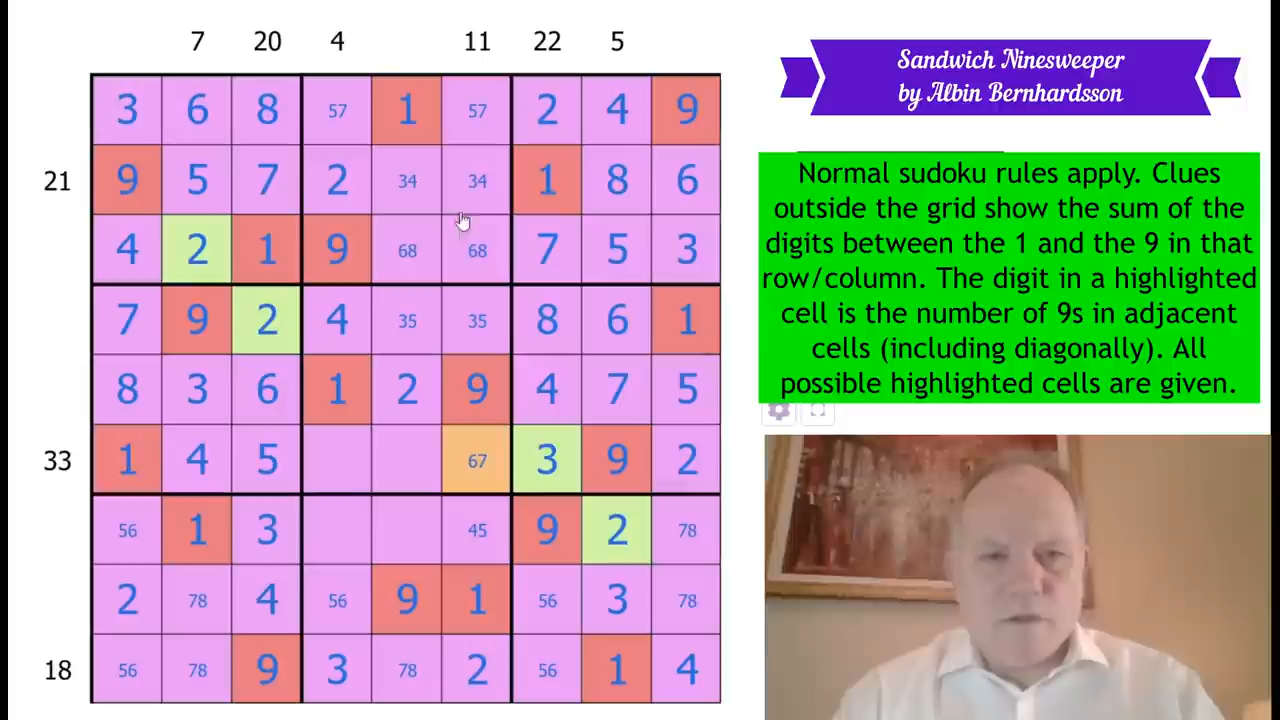 7 20 4 11 22 5
3 6 8 57 1 57 2 4 9
21 9 5 7 2 34 34 1 8 6
4 2 1 9 68 68 7 5 3
7 9 2 4 35 35 8 6 1
8 3 6 1 2 9 4 7 5
33 1 4 5 67 3 9 2
56 1 3 45 9 2 78
2 78 4 56 9 1 56 3 78
18 56 78 9 3 78 2 56 1 4
Sandwich Ninesweeper
by Albin Bernhardsson
Normal sudoku rules apply. Clues
outside the grid show the sum of the
digits between the 1 and the 9 in that
row/column. The digit in a highlighted
cell is the number of 9s in adjacent
cells (including diagonally). All
possible highlighted cells are given.